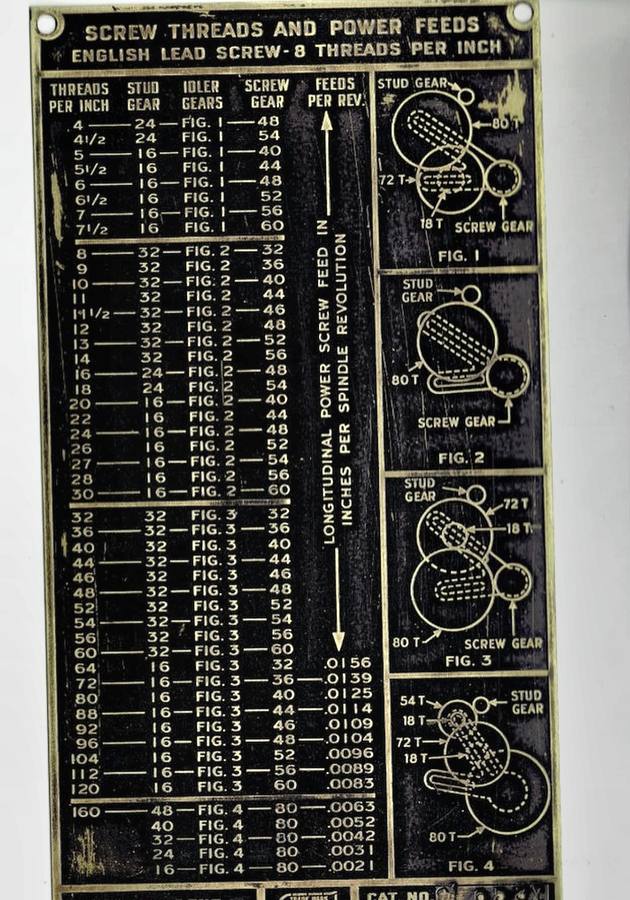 SCREW THREADS AND POWER FEEDS
ENGLISH LEAD SCREW-8 THREADS PER INCH
THREADS PER INCH STUD GEAR IDLER GEARS SCREW GEAR FEEDS PER REV.
4 24 FIG. 1 48
4 1/2 24 FIG. 1 54
5 16 FIG. 1 40
5 1/2 16 FIG. 1 44
6 16 FIG. 1 48
6 1/2 16 FIG. 1 52
7 16 FIG. 1 56
7 1/2 16 FIG. 1 60
8 32 FIG. 2 32
9 32 FIG. 2 36
10 32 FIG. 2 40
11 32 FIG. 2 44
11 1/2 32 FIG. 2 46
12 32 FIG. 2 48
13 32 FIG. 2 52
14 32 FIG. 2 56
16 24 FIG. 2 48
18 24 FIG. 2 54
20 16 FIG. 2 40
22 16 FIG. 2 44
24 16 FIG. 2 48
26 16 FIG. 2 52
27 16 FIG. 2 54
28 16 FIG. 2 56
30 16 FIG. 2 60
32 32 FIG. 3 32
36 32 FIG. 3 36
40 32 FIG. 3 40
44 32 FIG. 3 44
46 32 FIG. 3 46
48 32 FIG. 3 48
52 32 FIG. 3 52
54 32 FIG. 3 54
56 32 FIG. 3 56
60 32 FIG. 3 60
64 16 FIG. 3 32 .0156
72 16 FIG. 3 36 .0139
80 16 FIG. 3 40 .0125
88 16 FIG. 3 44 .0114
92 16 FIG. 3 46 .0109
96 16 FIG. 3 48 .0104
104 16 FIG. 3 52 .0096
112 16 FIG. 3 56 .0089
120 16 FIG. 3 60 .0083
160 48 FIG. 4 80 .0063
40 FIG. 4 80 .0052
32 FIG. 4 80 .0042
24 FIG. 4 80 .0031
16 FIG. 4 80 .0021
LONGITUDINAL POWER SCREW FEED IN
INCHES PER SPINDLE REVOLUTION
STUD GEAR
80 T
72 T
18 T SCREW GEAR
FIG. 1
STUD
GEAR
80 T
SCREW GEAR
FIG. 2
STUD
GEAR
72 T
18 T
80 T SCREW GEAR
FIG. 3
54 T STUD
18 T GEAR
72 T
18 T
80 T
FIG. 4
TRADE MARK
CAT. NO.